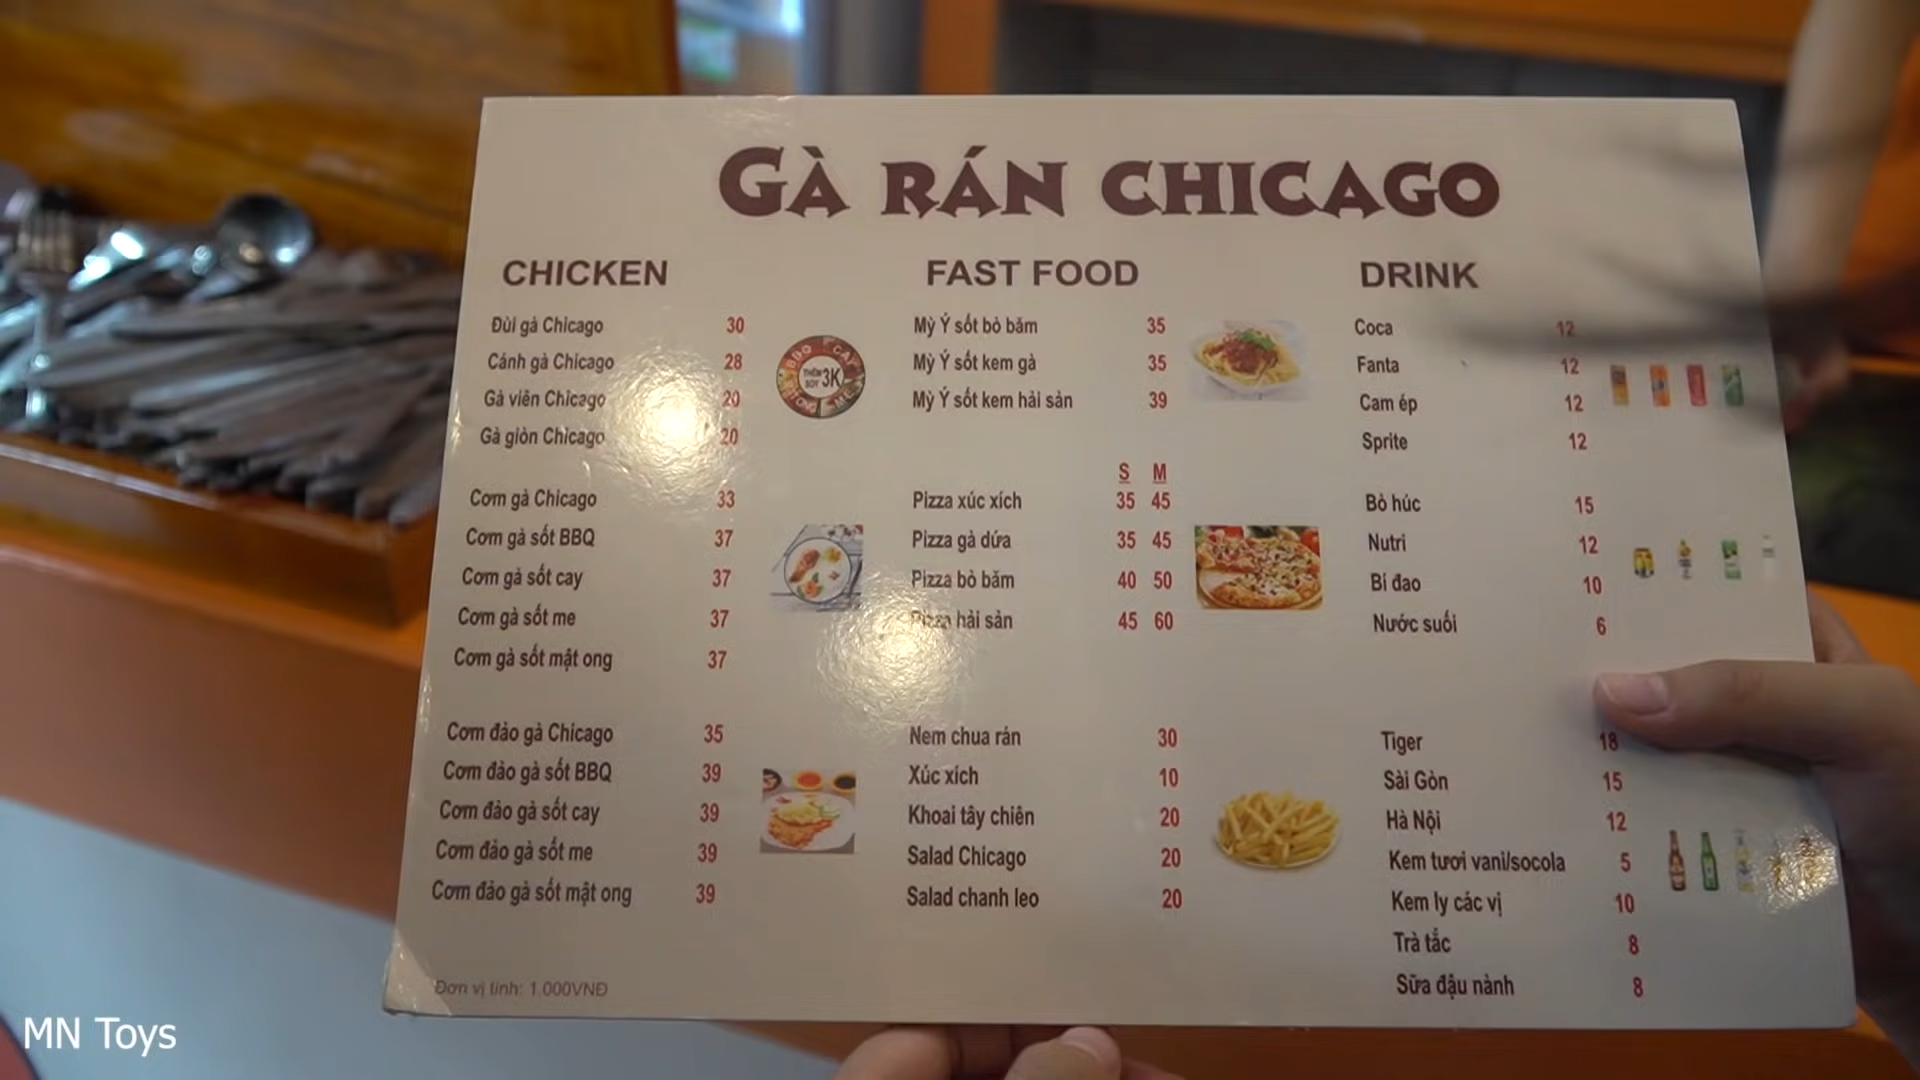 GÀ RÁN CHICAGO
CHICKEN
Đùi gà Chicago 30
Cánh gà Chicago 28
Gà viên Chicago 20
Gà giòn Chicago 20
THÊM SỐT 3K
Cơm gà Chicago 33
Cơm gà sốt BBQ 37
Cơm gà sốt cay 37
Cơm gà sốt me 37
Cơm gà sốt mật ong 37
Cơm đảo gà Chicago 35
Cơm đảo gà sốt BBQ 39
Cơm đảo gà sốt cay 39
Cơm đảo gà sốt me 39
Cơm đảo gà sốt mật ong 39
Đơn vị tính: 1.000VNĐ
FAST FOOD
Mỳ Ý sốt bò băm 35
Mỳ Ý sốt kem gà 35
Mỳ Ý sốt kem hải sản 39
S M
Pizza xúc xích 35 45
Pizza gà dứa 35 45
Pizza bò băm 40 50
Pizza hải sản 45 60
Nem chua rán 30
Xúc xích 10
Khoai tây chiên 20
Salad Chicago 20
Salad chanh leo 20
DRINK
Coca 12
Fanta 12
Cam ép 12
Sprite 12
Bò húc 15
Nutri 12
Bí đao 10
Nước suối 6
Tiger 18
Sài Gòn 15
Hà Nội 12
Kem tươi vani/socola 5
Kem ly các vị 10
Trà tắc 8
Sữa đậu nành 8
MN Toys